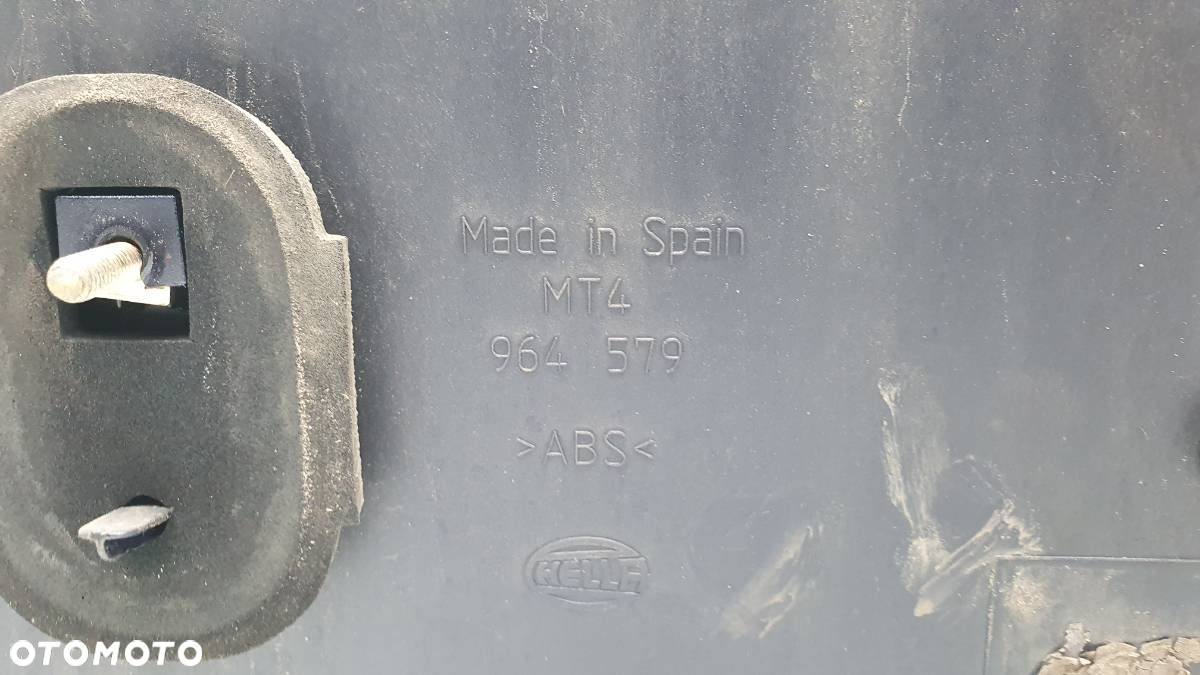 Made in Spain
MT4
964 579
>ABS<
HELLA
OTOMOTO